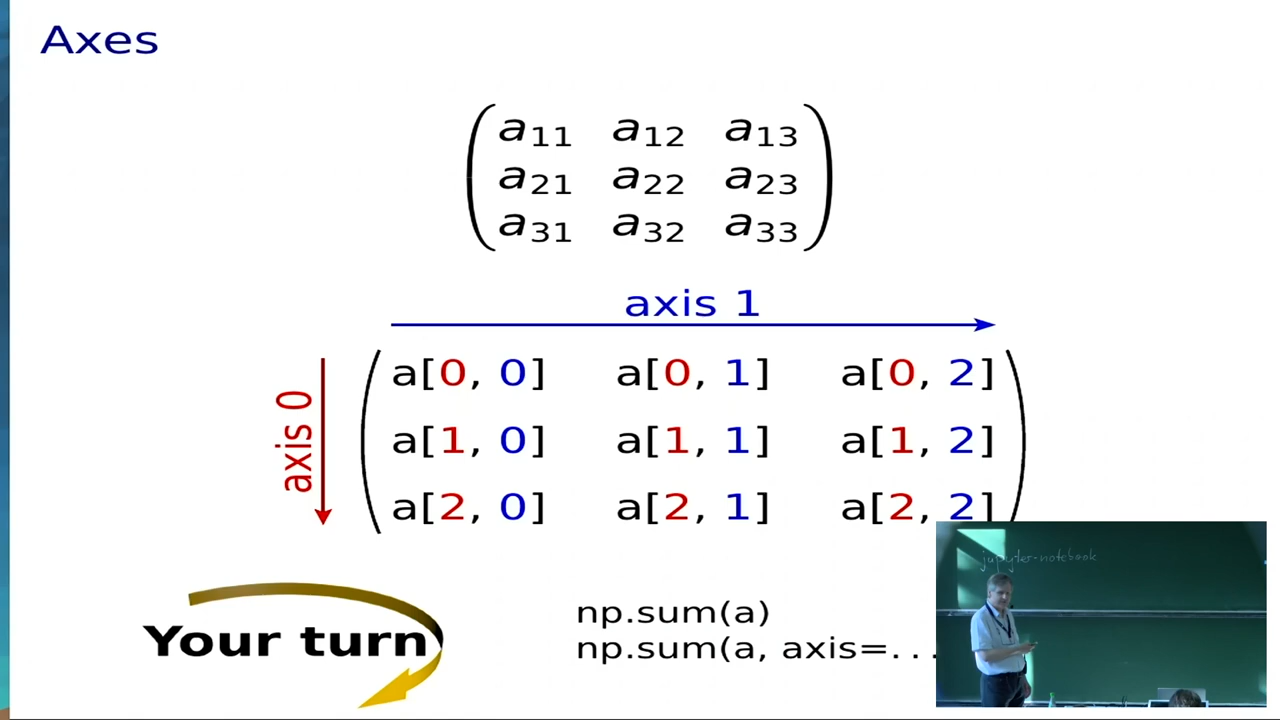 Axes
a11 a12 a13
a21 a22 a23
a31 a32 a33
axis 1
axis 0
a[0, 0] a[0, 1] a[0, 2]
a[1, 0] a[1, 1] a[1, 2]
a[2, 0] a[2, 1] a[2, 2]
Your turn
np.sum(a)
np.sum(a, axis=...
jupyter-notebook